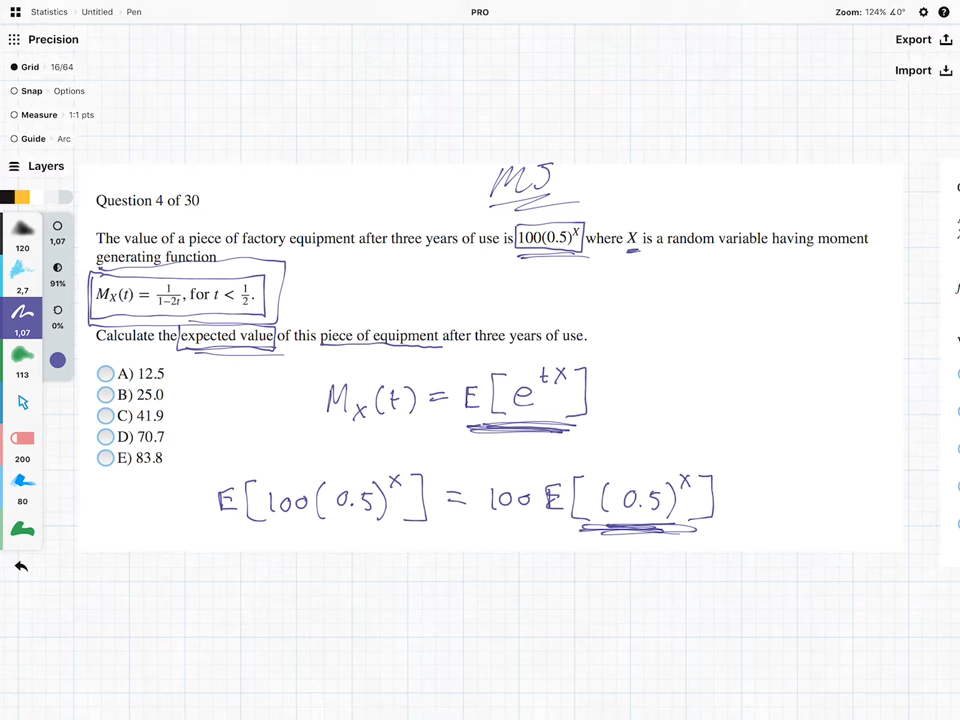 Statistics Untitled Pen PRO Zoom: 124% ∡0°
Precision
Grid 16/64
Snap Options
Measure 1:1 pts
Guide Arc
Layers
Export
Import
120
2,7
1,07
113
200
80
1,07
91%
0%
M5
Question 4 of 30
The value of a piece of factory equipment after three years of use is 100(0.5)^X where X is a random variable having moment
generating function
M_X(t) = 1/(1−2t), for t < 1/2.
Calculate the expected value of this piece of equipment after three years of use.
A) 12.5
B) 25.0
C) 41.9
D) 70.7
E) 83.8
M_X(t) = E[e^{tX}]
E[100(0.5)^X] = 100 E[(0.5)^X]